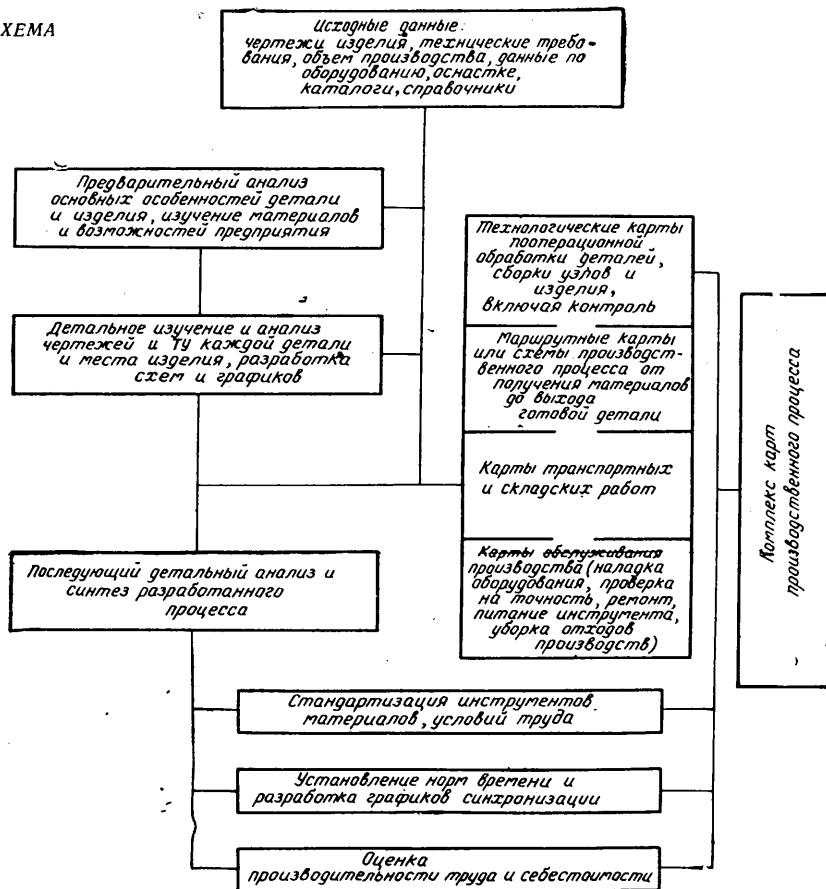 ХЕМА
Исходные данные:
чертежи изделия, технические требо-
вания, объем производства, данные по
оборудованию, оснастке,
каталоги, справочники
Предварительный анализ
основных особенностей детали
и изделия, изучение материалов
и возможностей предприятия
Детальное изучение и анализ
чертежей и ТУ каждой детали
и места изделия, разработка
схем и графиков
Последующий детальный анализ и
синтез разработанного
процесса
Технологические карты
пооперационной
обработки деталей,
сборки узлов и
изделия,
включая контроль
Маршрутные карты
или схемы производст-
венного процесса от
получения материалов
до выхода
готовой детали
Карты транспортных
и складских работ
Карты обслуживания
производства (наладка
оборудования, проверка
на точность, ремонт,
питание инструмента,
уборка отходов
производств)
Комплекс карт
производственного процесса
Стандартизация инструментов
материалов, условий труда
Установление норм времени и
разработка графиков синхронизации
Оценка
производительности труда и себестоимости